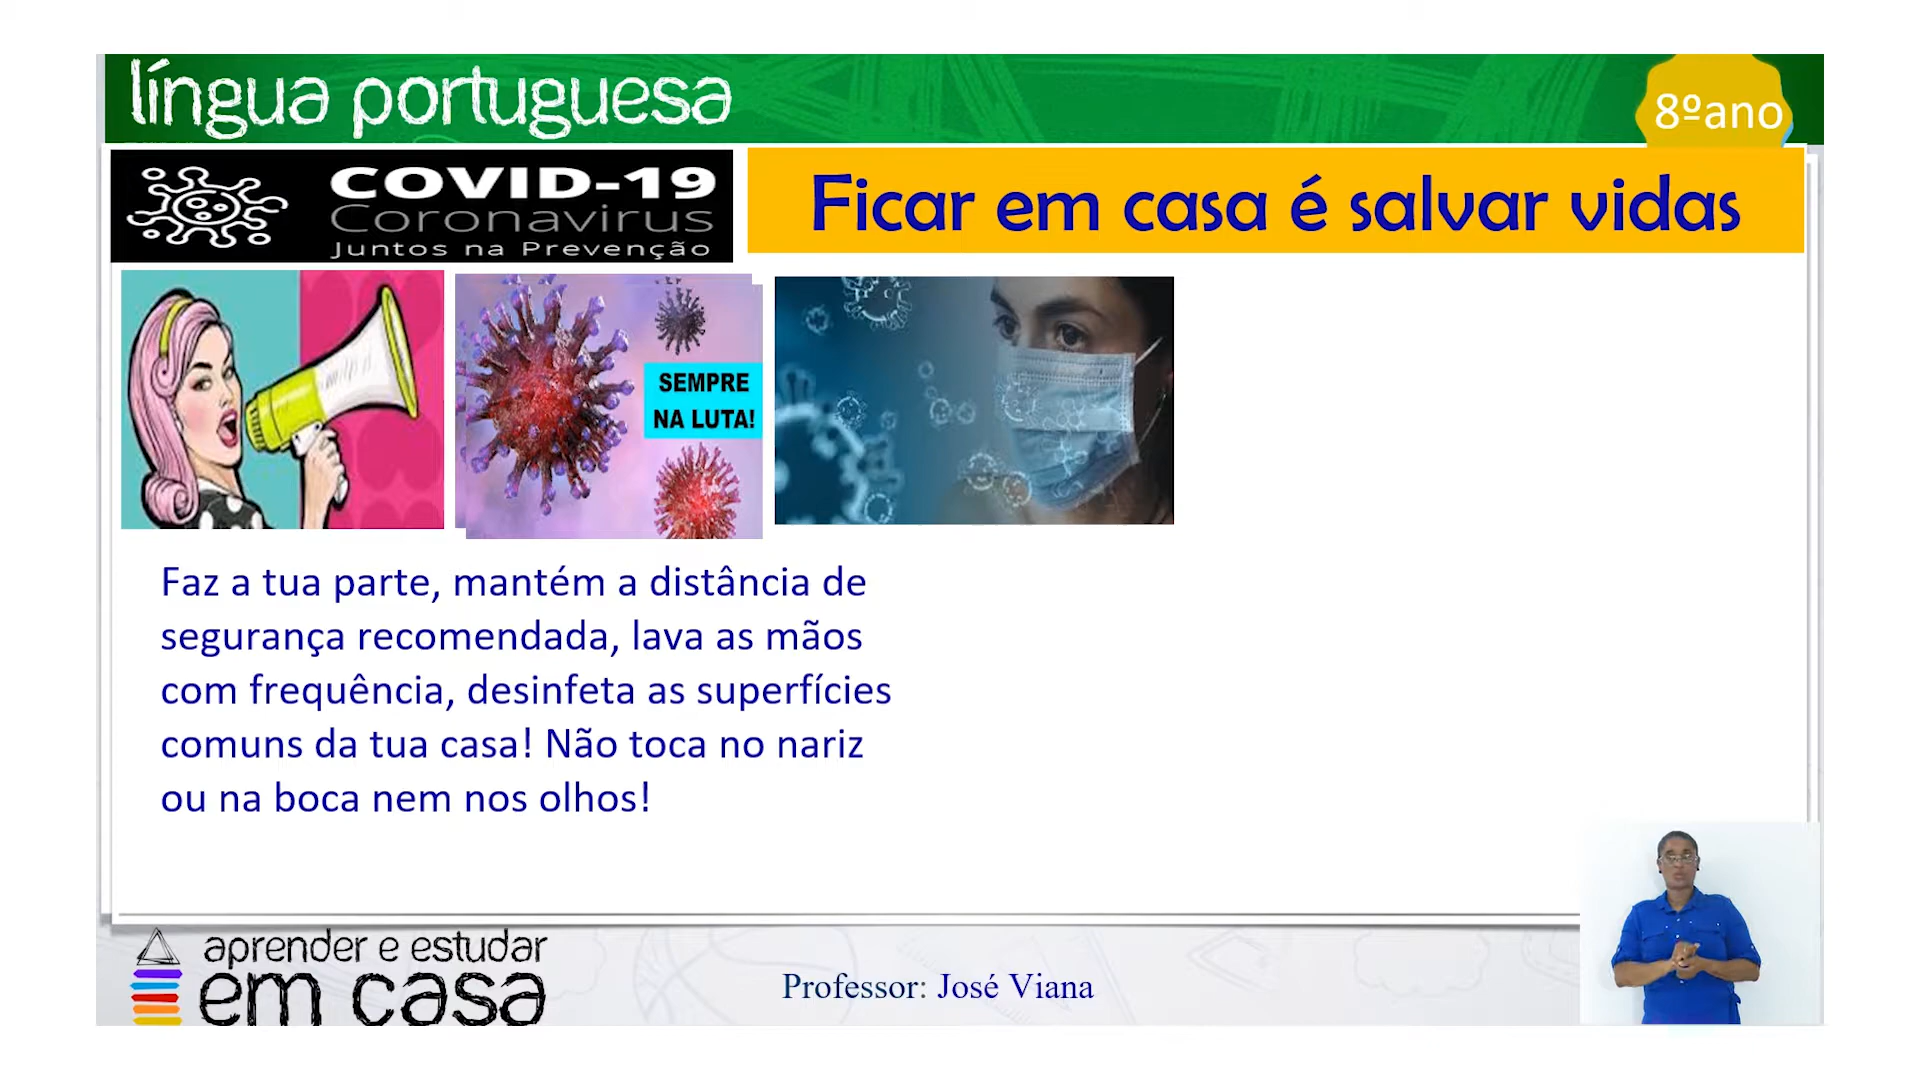 língua portuguesa
8ºano
COVID-19
Coronavirus
Juntos na Prevenção
Ficar em casa é salvar vidas
SEMPRE
NA LUTA!
Faz a tua parte, mantém a distância de
segurança recomendada, lava as mãos
com frequência, desinfeta as superfícies
comuns da tua casa! Não toca no nariz
ou na boca nem nos olhos!
aprender e estudar
em casa
Professor: José Viana